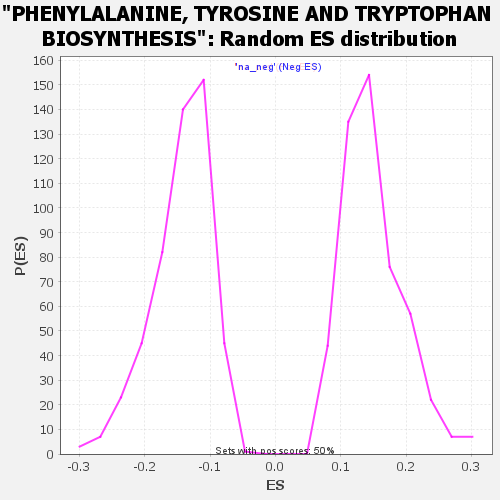 "PHENYLALANINE, TYROSINE AND TRYPTOPHAN
BIOSYNTHESIS": Random ES distribution
'na_neg' (Neg ES)
160
150
140
130
120
110
100
90
80
70
60
50
40
30
20
10
0
P(ES)
Sets with pos scores: 50%
-0.3 -0.2 -0.1 0.0 0.1 0.2 0.3
ES